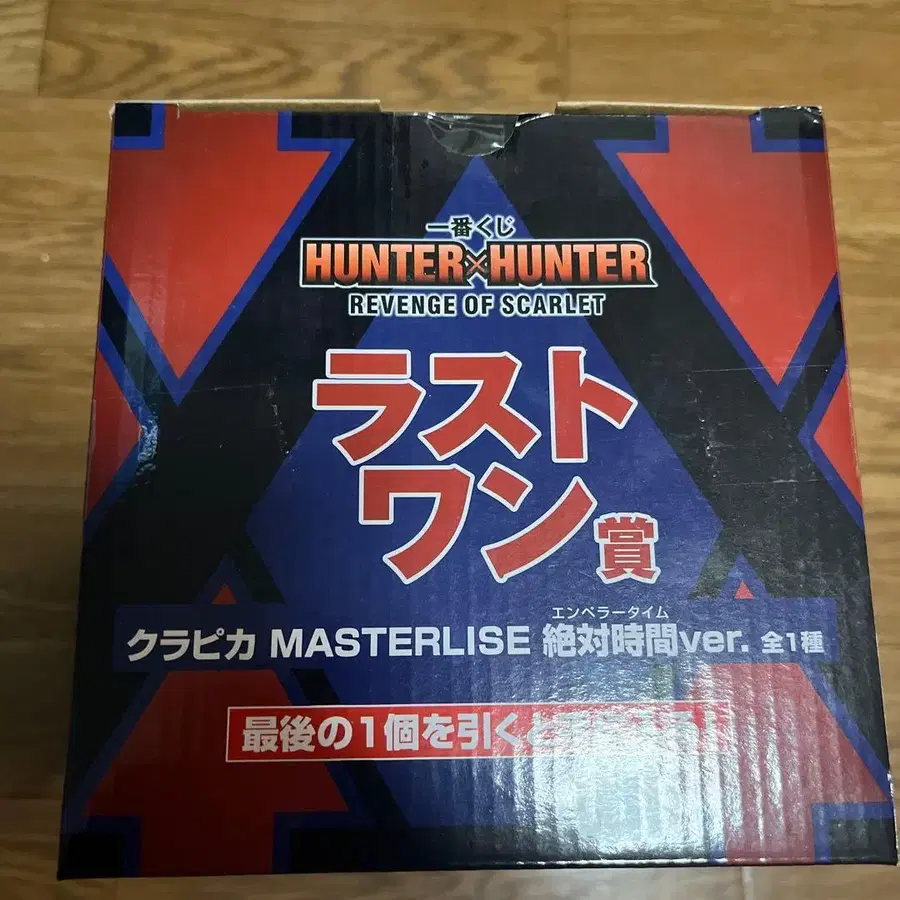 一番くじ
HUNTER×HUNTER
REVENGE OF SCARLET
ラスト
ワン賞
エンペラータイム
クラピカ MASTERLISE 絶対時間ver. 全1種
最後の1個を引くと